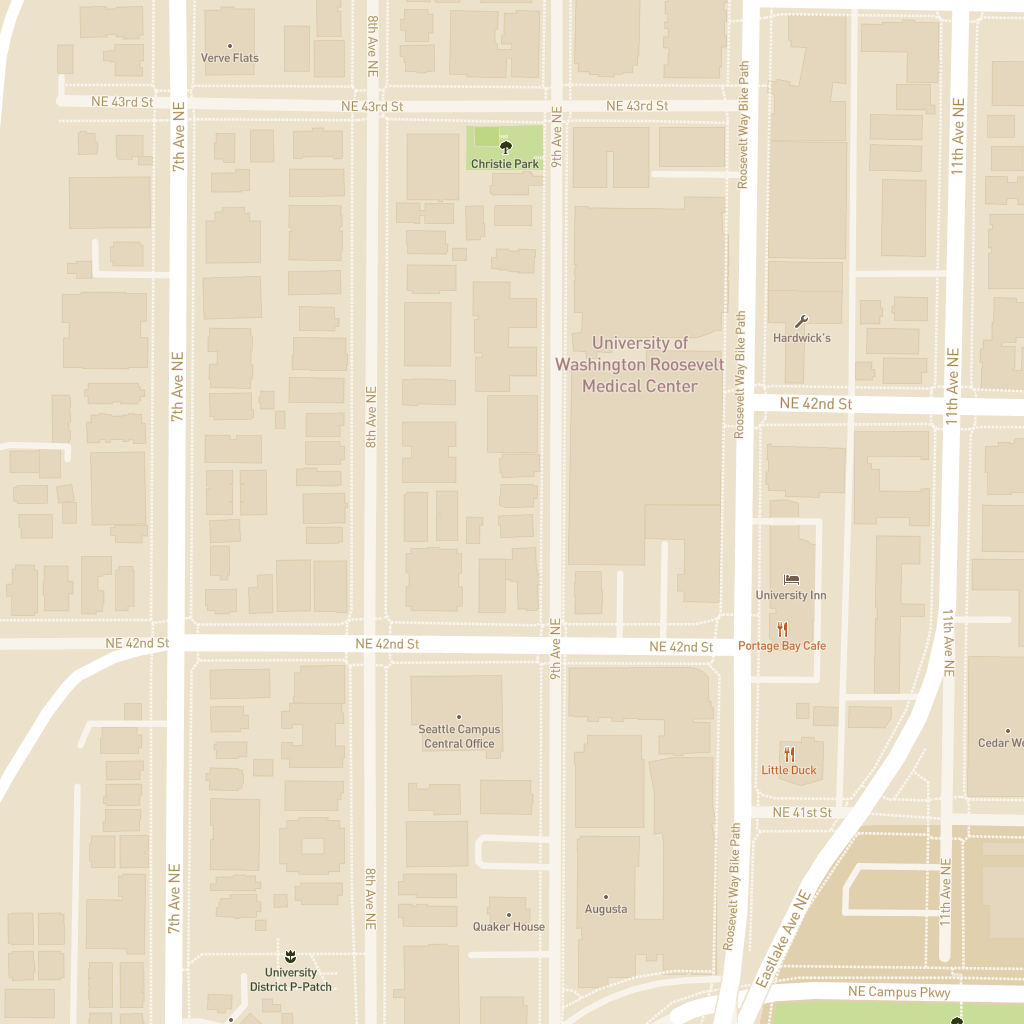 8th Ave NE
Verve Flats
Roosevelt Way Bike Path
NE 43rd St
NE 43rd St
NE 43rd St
7th Ave NE
9th Ave NE
11th Ave NE
Christie Park
Roosevelt Way Bike Path
Hardwick's
University of
Washington Roosevelt
Medical Center
7th Ave NE
8th Ave NE
11th Ave NE
NE 42nd St
University Inn
NE 42nd St
NE 42nd St
9th Ave NE
NE 42nd St
Portage Bay Cafe
11th Ave NE
Seattle Campus
Central Office
Cedar We
Little Duck
NE 41st St
7th Ave NE
8th Ave NE
Roosevelt Way Bike Path
11th Ave NE
Augusta
Quaker House
Eastlake Ave NE
University
District P-Patch
NE Campus Pkwy